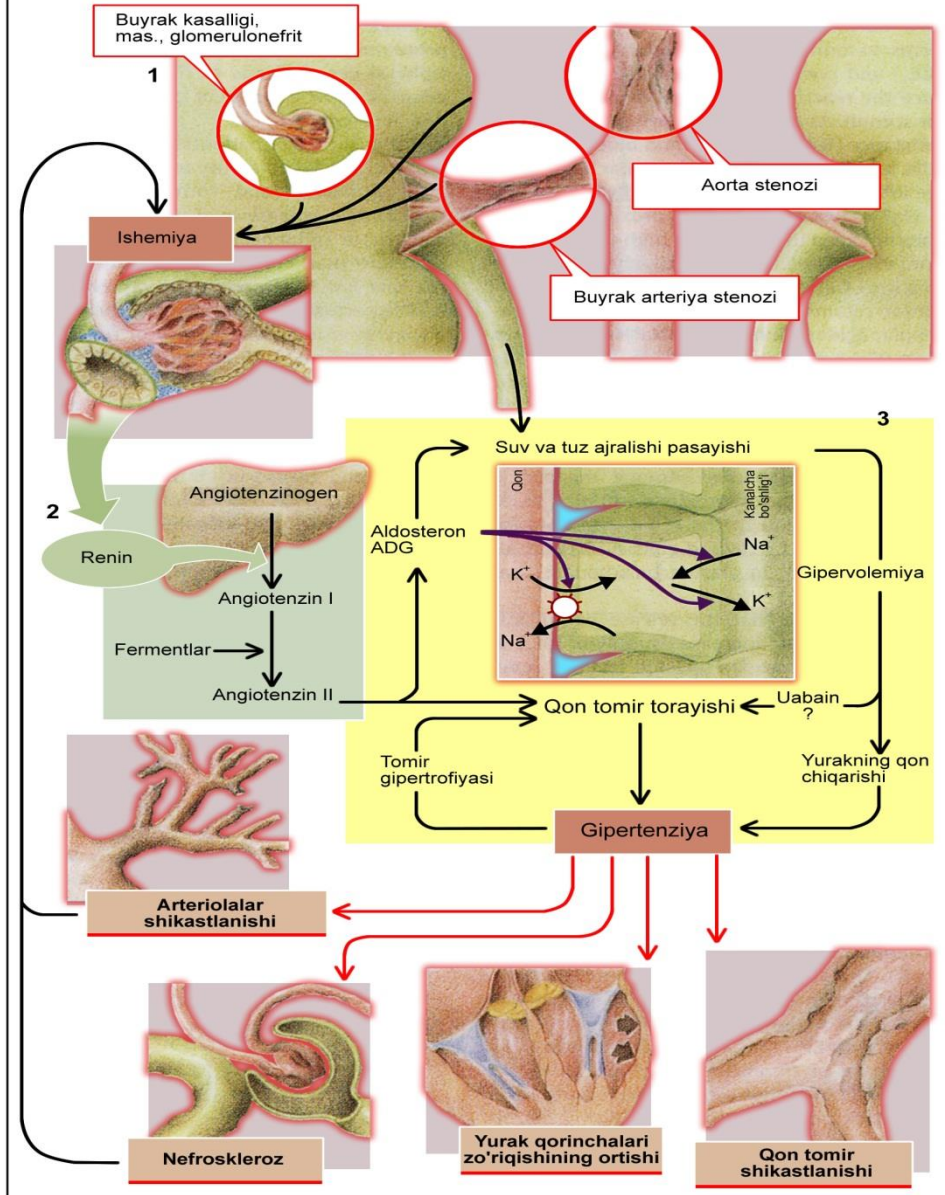 Buyrak kasalligi,
mas., glomerulonefrit
1
Aorta stenozi
Ishemiya
Buyrak arteriya stenozi
3
Suv va tuz ajralishi pasayishi
Angiotenzinogen
2
Renin
Angiotenzin I
Fermentlar
Angiotenzin II
Aldosteron
ADG
Qon
Kanalcha
bo'shlig'i
Na+
K+
K+
Na+
Gipervolemiya
Qon tomir torayishi
Uabain
?
Tomir
gipertrofiyasi
Yurakning qon
chiqarishi
Gipertenziya
Arteriolalar
shikastlanishi
Nefroskleroz
Yurak qorinchalari
zo'riqishining ortishi
Qon tomir
shikastlanishi